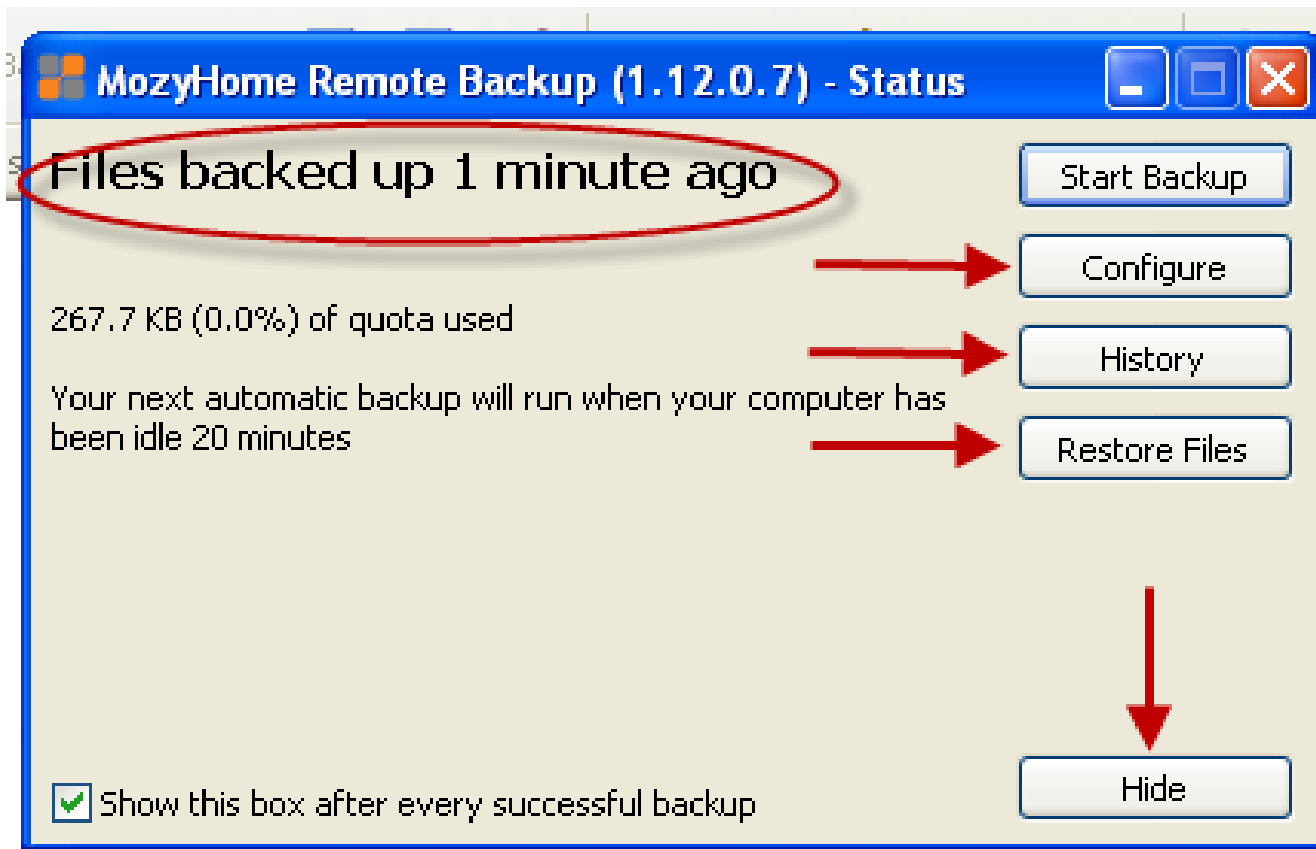 MozyHome Remote Backup (1.12.0.7) - Status
Files backed up 1 minute ago
Start Backup
Configure
267.7 KB (0.0%) of quota used
History
Your next automatic backup will run when your computer has
been idle 20 minutes
Restore Files
Show this box after every successful backup
Hide